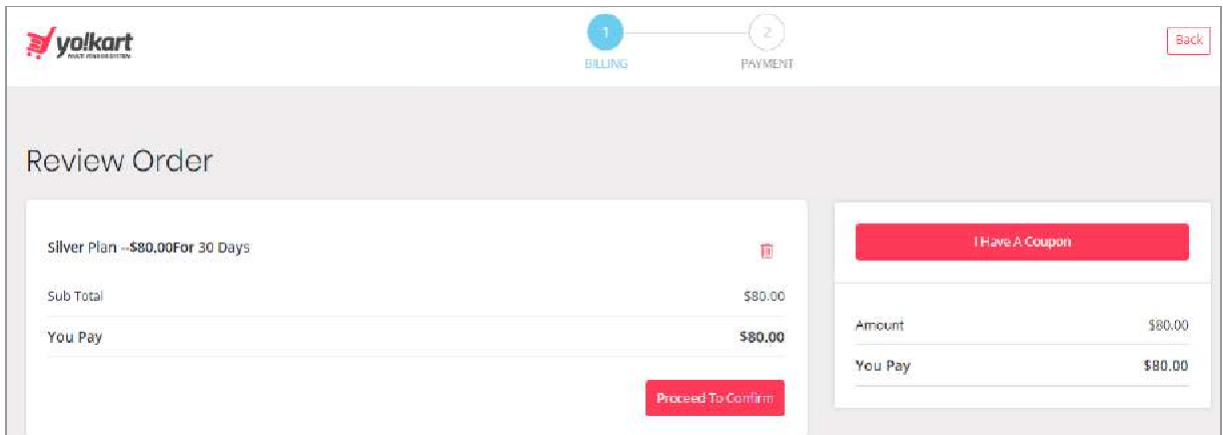 yo!kart
1
2
BILLING
PAYMENT
Back
Review Order
Silver Plan --$80.00For 30 Days
Sub Total
$80.00
You Pay
$80.00
Proceed To Confirm
I Have A Coupon
Amount
$80.00
You Pay
$80.00